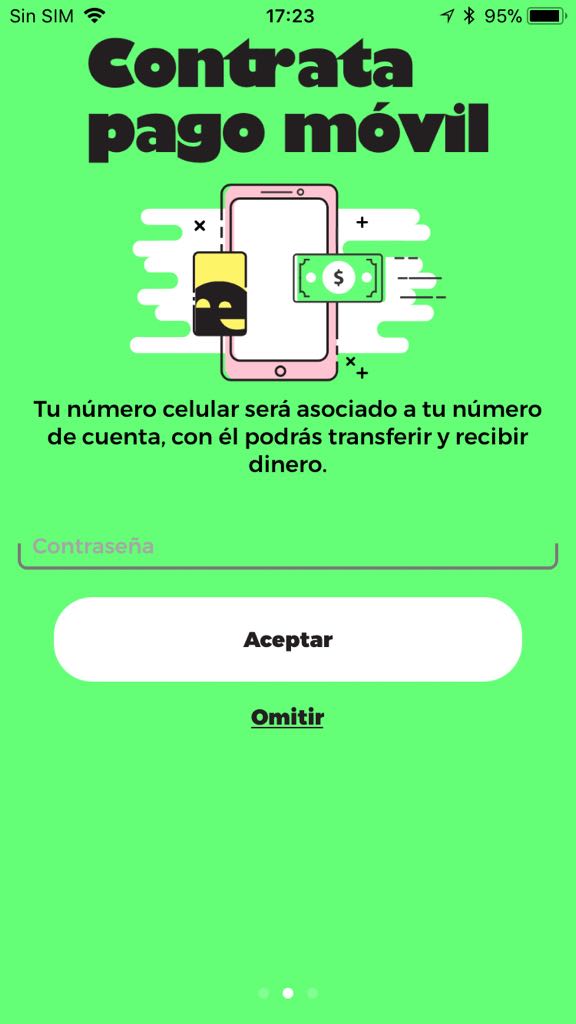 Sin SIM 17:23 95%
Contrata
pago móvil
$
Tu número celular será asociado a tu número
de cuenta, con él podrás transferir y recibir
dinero.
Contraseña
Aceptar
Omitir